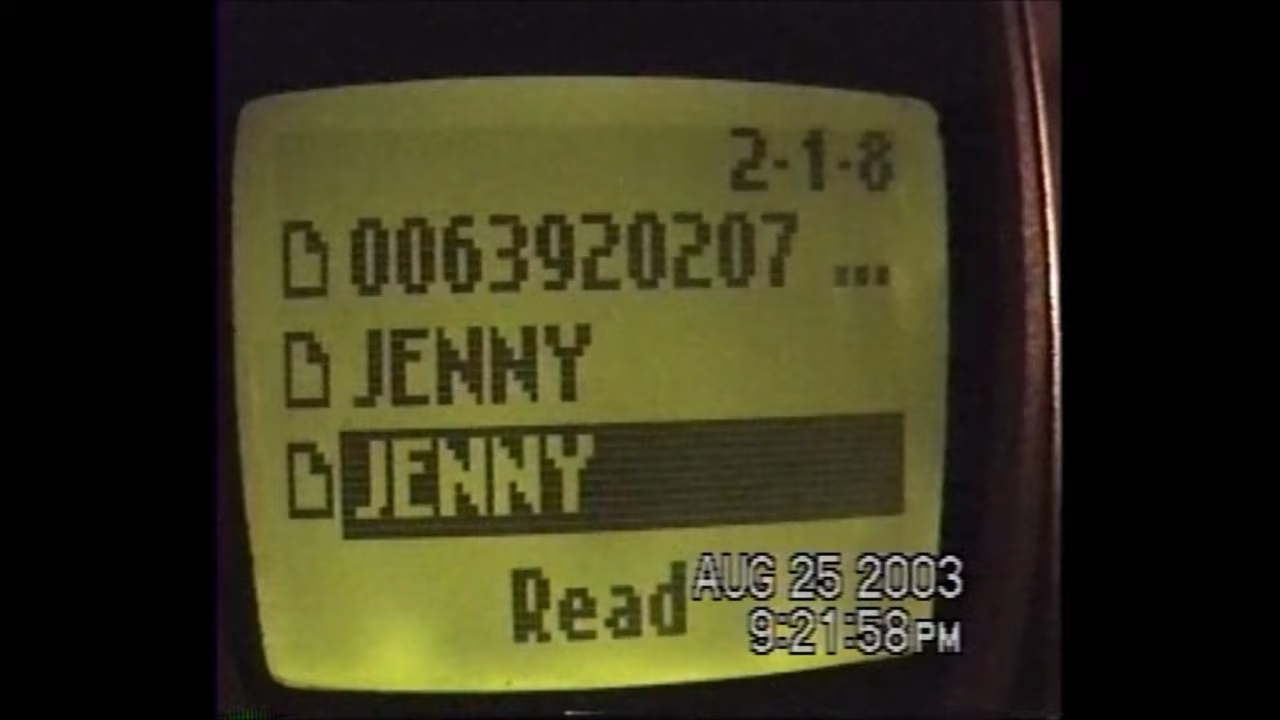 2-1-8
0063920207 ...
JENNY
JENNY
Read
AUG 25 2003
9:21:58PM